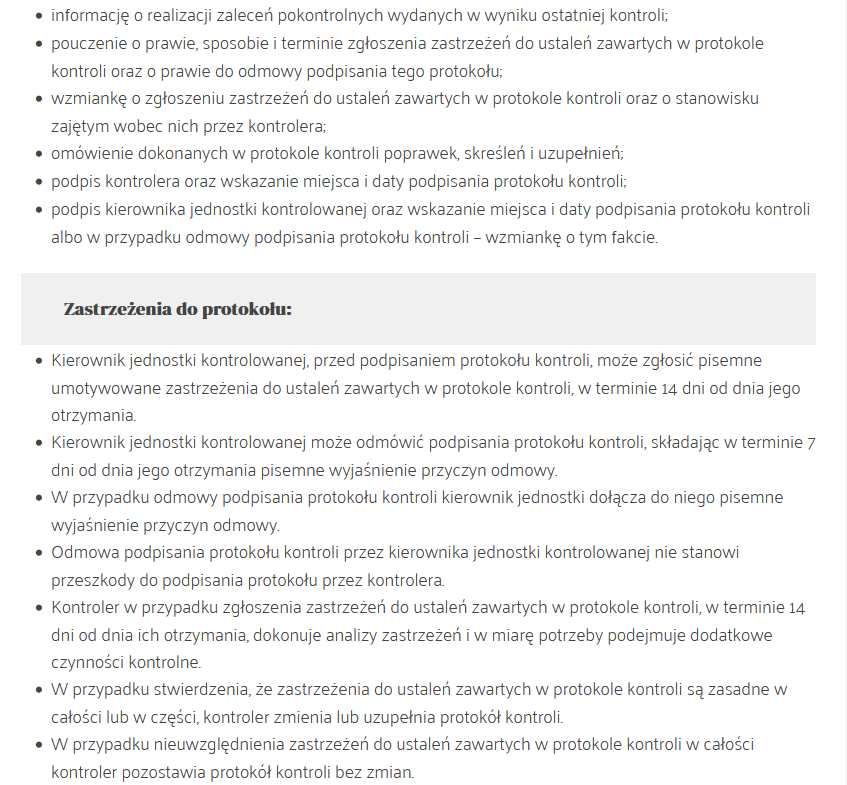 • informację o realizacji zaleceń pokontrolnych wydanych w wyniku ostatniej kontroli;
• pouczenie o prawie, sposobie i terminie zgłoszenia zastrzeżeń do ustaleń zawartych w protokole
kontroli oraz o prawie do odmowy podpisania tego protokołu;
• wzmiankę o zgłoszeniu zastrzeżeń do ustaleń zawartych w protokole kontroli oraz o stanowisku
zajętym wobec nich przez kontrolera;
• omówienie dokonanych w protokole kontroli poprawek, skreśleń i uzupełnień;
• podpis kontrolera oraz wskazanie miejsca i daty podpisania protokołu kontroli;
• podpis kierownika jednostki kontrolowanej oraz wskazanie miejsca i daty podpisania protokołu kontroli
albo w przypadku odmowy podpisania protokołu kontroli – wzmiankę o tym fakcie.
Zastrzeżenia do protokołu:
• Kierownik jednostki kontrolowanej, przed podpisaniem protokołu kontroli, może zgłosić pisemne
umotywowane zastrzeżenia do ustaleń zawartych w protokole kontroli, w terminie 14 dni od dnia jego
otrzymania.
• Kierownik jednostki kontrolowanej może odmówić podpisania protokołu kontroli, składając w terminie 7
dni od dnia jego otrzymania pisemne wyjaśnienie przyczyn odmowy.
• W przypadku odmowy podpisania protokołu kontroli kierownik jednostki dołącza do niego pisemne
wyjaśnienie przyczyn odmowy.
• Odmowa podpisania protokołu kontroli przez kierownika jednostki kontrolowanej nie stanowi
przeszkody do podpisania protokołu przez kontrolera.
• Kontroler w przypadku zgłoszenia zastrzeżeń do ustaleń zawartych w protokole kontroli, w terminie 14
dni od dnia ich otrzymania, dokonuje analizy zastrzeżeń i w miarę potrzeby podejmuje dodatkowe
czynności kontrolne.
• W przypadku stwierdzenia, że zastrzeżenia do ustaleń zawartych w protokole kontroli są zasadne w
całości lub w części, kontroler zmienia lub uzupełnia protokół kontroli.
• W przypadku nieuwzględnienia zastrzeżeń do ustaleń zawartych w protokole kontroli w całości
kontroler pozostawia protokół kontroli bez zmian.